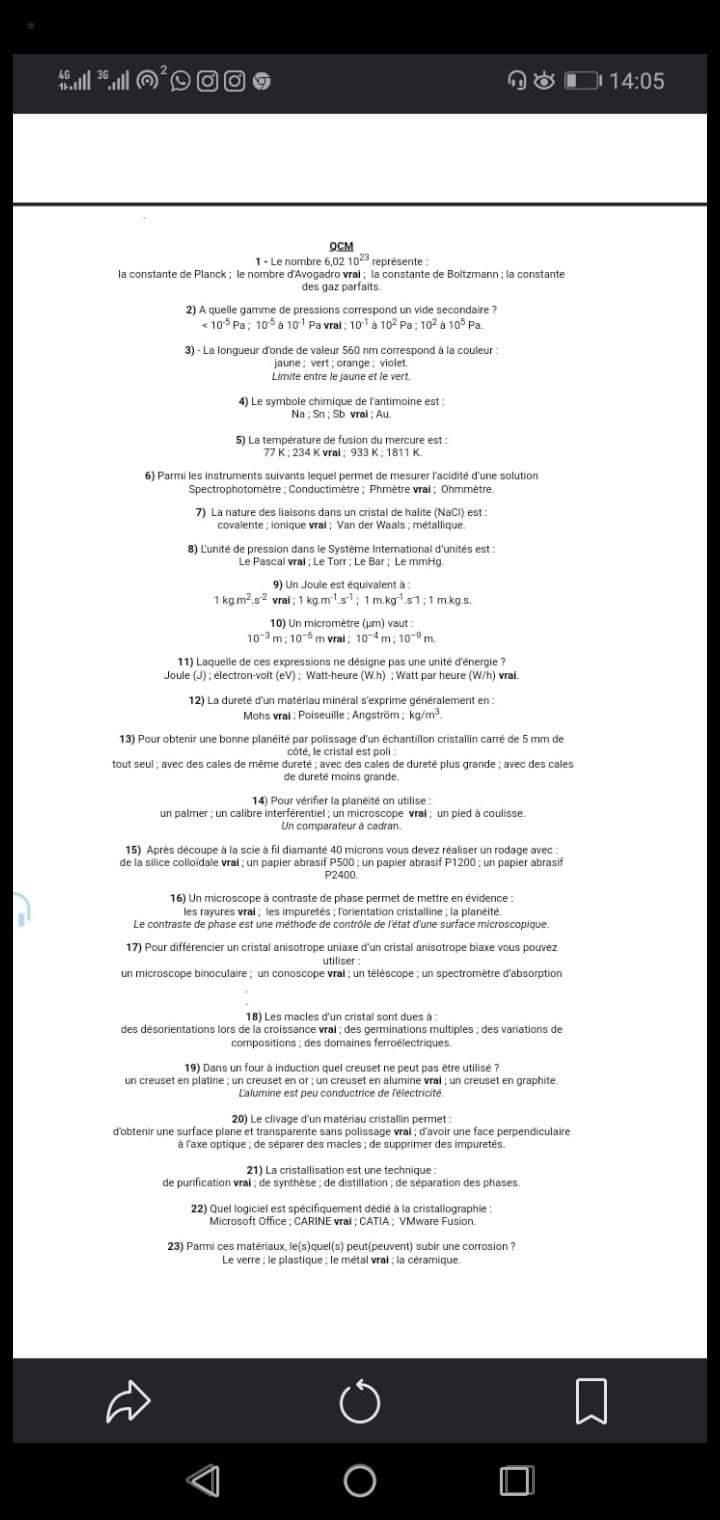 4G 3G 2 14:05
QCM
1 - Le nombre 6,02 10²³ représente :
la constante de Planck ; le nombre d'Avogadro vrai ; la constante de Boltzmann ; la constante
des gaz parfaits.
2) A quelle gamme de pressions correspond un vide secondaire ?
< 10⁻⁵ Pa ; 10⁻⁵ à 10⁻¹ Pa vrai ; 10⁻¹ à 10² Pa ; 10² à 10⁵ Pa.
3) - La longueur d'onde de valeur 560 nm correspond à la couleur :
jaune ; vert ; orange ; violet.
Limite entre le jaune et le vert.
4) Le symbole chimique de l'antimoine est :
Na ; Sn ; Sb vrai ; Au.
5) La température de fusion du mercure est :
77 K ; 234 K vrai ; 933 K ; 1811 K.
6) Parmi les instruments suivants lequel permet de mesurer l'acidité d'une solution
Spectrophotomètre ; Conductimètre ; Phmètre vrai ; Ohmmètre.
7) La nature des liaisons dans un cristal de halite (NaCl) est :
covalente ; ionique vrai ; Van der Waals ; métallique.
8) L'unité de pression dans le Système International d'unités est :
Le Pascal vrai ; Le Torr ; Le Bar ; Le mmHg.
9) Un Joule est équivalent à :
1 kg.m².s⁻² vrai ; 1 kg.m⁻¹.s⁻¹ ; 1 m.kg⁻¹.s⁻1 ; 1 m.kg.s.
10) Un micromètre (µm) vaut :
10⁻³ m ; 10⁻⁶ m vrai ; 10⁻⁴ m ; 10⁻⁹ m.
11) Laquelle de ces expressions ne désigne pas une unité d'énergie ?
Joule (J) ; électron-volt (eV) ; Watt-heure (W.h) ; Watt par heure (W/h) vrai.
12) La dureté d'un matériau minéral s'exprime généralement en :
Mohs vrai ; Poiseuille ; Angström ; kg/m³.
13) Pour obtenir une bonne planéité par polissage d'un échantillon cristallin carré de 5 mm de
côté, le cristal est poli :
tout seul ; avec des cales de même dureté ; avec des cales de dureté plus grande ; avec des cales
de dureté moins grande.
14) Pour vérifier la planéité on utilise :
un palmer ; un calibre interférentiel ; un microscope vrai ; un pied à coulisse.
Un comparateur à cadran.
15) Après découpe à la scie à fil diamanté 40 microns vous devez réaliser un rodage avec :
de la silice colloïdale vrai ; un papier abrasif P500 ; un papier abrasif P1200 ; un papier abrasif
P2400.
16) Un microscope à contraste de phase permet de mettre en évidence :
les rayures vrai ; les impuretés ; l'orientation cristalline ; la planéité.
Le contraste de phase est une méthode de contrôle de l'état d'une surface microscopique.
17) Pour différencier un cristal anisotrope uniaxe d'un cristal anisotrope biaxe vous pouvez
utiliser :
un microscope binoculaire ; un conoscope vrai ; un téléscope ; un spectromètre d'absorption
.
.
18) Les macles d'un cristal sont dues à :
des désorientations lors de la croissance vrai ; des germinations multiples ; des variations de
compositions ; des domaines ferroélectriques.
19) Dans un four à induction quel creuset ne peut pas être utilisé ?
un creuset en platine ; un creuset en or ; un creuset en alumine vrai ; un creuset en graphite.
L'alumine est peu conductrice de l'électricité.
20) Le clivage d'un matériau cristallin permet :
d'obtenir une surface plane et transparente sans polissage vrai ; d'avoir une face perpendiculaire
à l'axe optique ; de séparer des macles ; de supprimer des impuretés.
21) La cristallisation est une technique :
de purification vrai ; de synthèse ; de distillation ; de séparation des phases.
22) Quel logiciel est spécifiquement dédié à la cristallographie :
Microsoft Office ; CARINE vrai ; CATIA ; VMware Fusion.
23) Parmi ces matériaux, le(s)quel(s) peut(peuvent) subir une corrosion ?
Le verre ; le plastique ; le métal vrai ; la céramique.